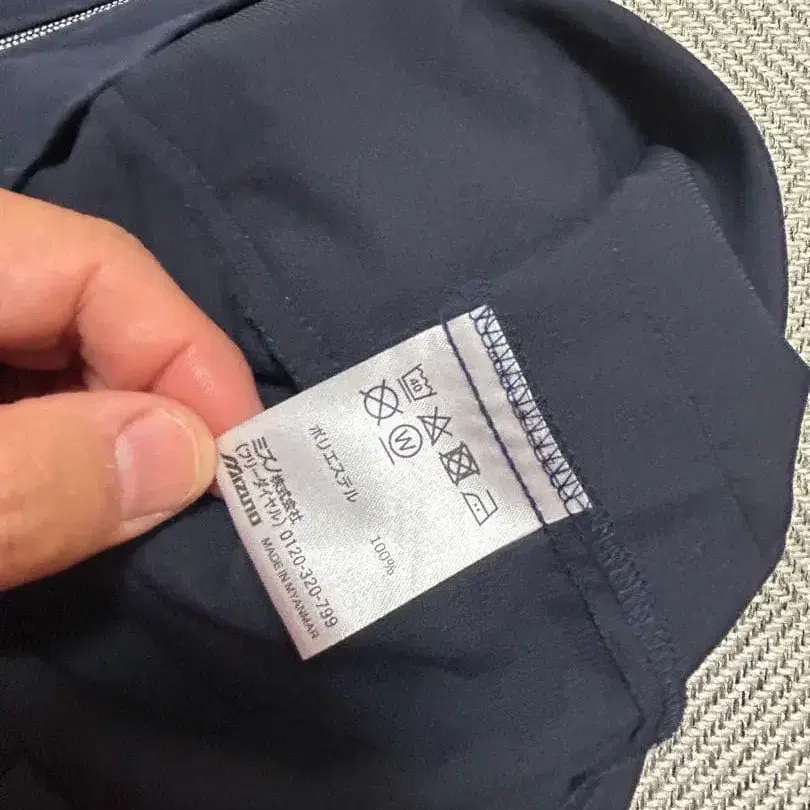 40
W
ポリエステル 100%
ミズノ株式会社
(フリーダイヤル) 0120-320-799
MIZUNO
MADE IN MYANMAR